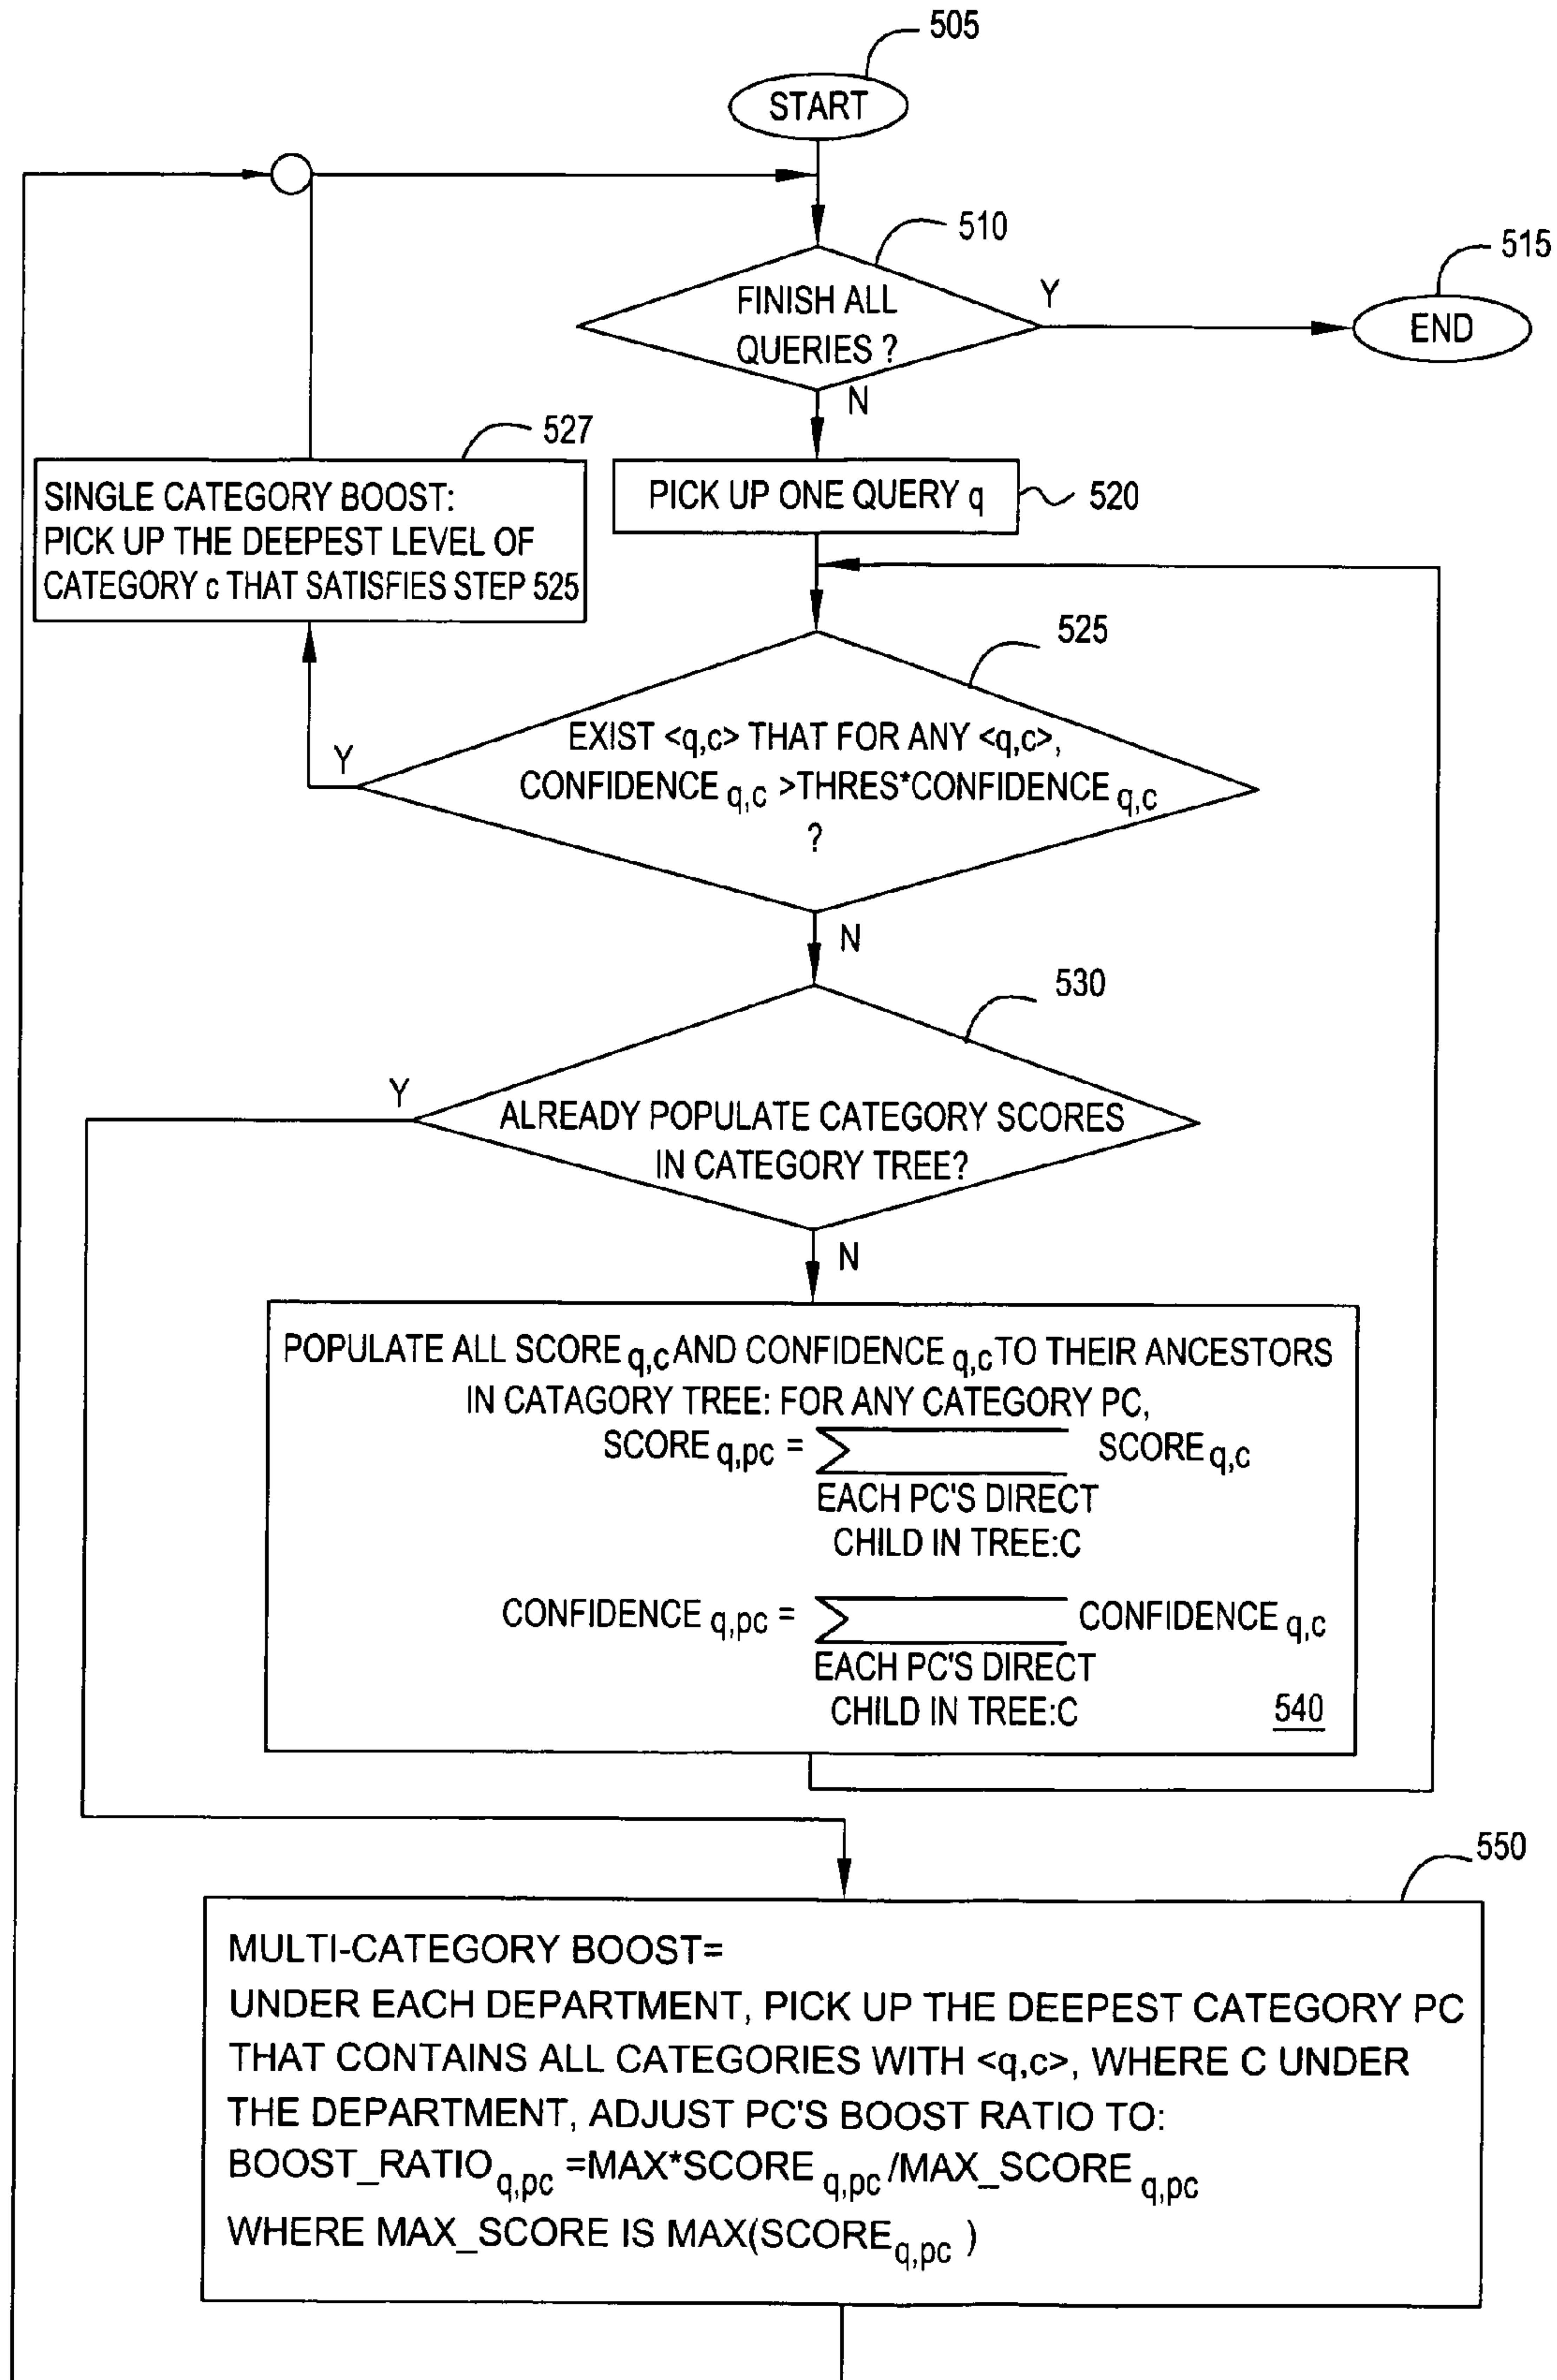 505
START
510
515
FINISH ALL
QUERIES ?
Y
END
N
527
SINGLE CATEGORY BOOST:
PICK UP THE DEEPEST LEVEL OF
CATEGORY c THAT SATISFIES STEP 525
PICK UP ONE QUERY q
520
525
EXIST <q,c> THAT FOR ANY <q,c>,
CONFIDENCE q,c >THRES*CONFIDENCE q,c
?
Y
N
530
Y
ALREADY POPULATE CATEGORY SCORES
IN CATEGORY TREE?
N
POPULATE ALL SCORE q,c AND CONFIDENCE q,c TO THEIR ANCESTORS
IN CATAGORY TREE: FOR ANY CATEGORY PC,
SCORE q,pc = ∑ SCORE q,c
EACH PC'S DIRECT
CHILD IN TREE:C
CONFIDENCE q,pc = ∑ CONFIDENCE q,c
EACH PC'S DIRECT
CHILD IN TREE:C
540
550
MULTI-CATEGORY BOOST=
UNDER EACH DEPARTMENT, PICK UP THE DEEPEST CATEGORY PC
THAT CONTAINS ALL CATEGORIES WITH <q,c>, WHERE C UNDER
THE DEPARTMENT, ADJUST PC'S BOOST RATIO TO:
BOOST_RATIO q,pc =MAX*SCORE q,pc /MAX_SCORE q,pc
WHERE MAX_SCORE IS MAX(SCORE q,pc )